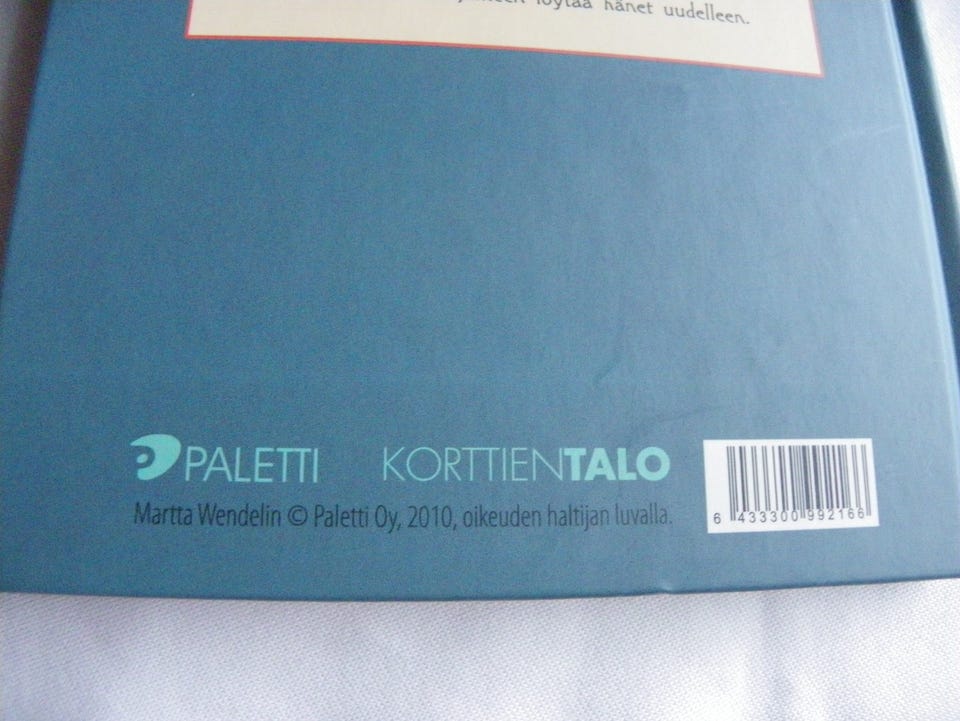 löytää hänet uudelleen.
PALETTI KORTTIENTALO
Martta Wendelin © Paletti Oy, 2010, oikeuden haltijan luvalla.
6 433300 992166